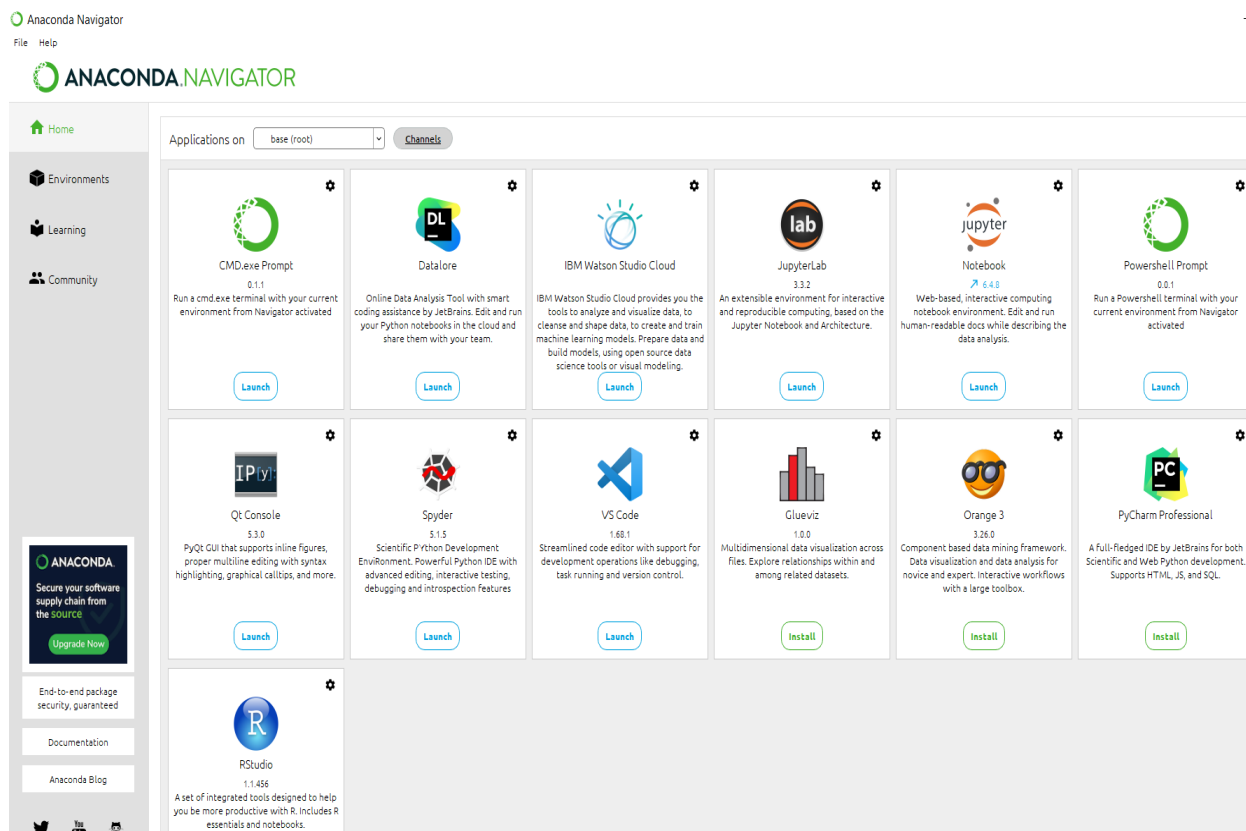 Anaconda Navigator
File Help
ANACONDA.NAVIGATOR
Home
Environments
Learning
Community
ANACONDA.
Secure your software
supply chain from
the source
Upgrade Now
End-to-end package
security, guaranteed
Documentation
Anaconda Blog
You
Applications on base (root) Channels
CMD.exe Prompt
0.1.1
Run a cmd.exe terminal with your current
environment from Navigator activated
Launch
DL
Datalore
Online Data Analysis Tool with smart
coding assistance by JetBrains. Edit and run
your Python notebooks in the cloud and
share them with your team.
Launch
IBM Watson Studio Cloud
IBM Watson Studio Cloud provides you the
tools to analyze and visualize data, to
cleanse and shape data, to create and train
machine learning models. Prepare data and
build models, using open source data
science tools or visual modeling.
Launch
lab
JupyterLab
3.3.2
An extensible environment for interactive
and reproducible computing, based on the
Jupyter Notebook and Architecture.
Launch
jupyter
Notebook
6.4.8
Web-based, interactive computing
notebook environment. Edit and run
human-readable docs while describing the
data analysis.
Launch
Powershell Prompt
0.0.1
Run a Powershell terminal with your
current environment from Navigator
activated
Launch
IP[y]:
Qt Console
5.3.0
PyQt GUI that supports inline figures,
proper multiline editing with syntax
highlighting, graphical calltips, and more.
Launch
Spyder
5.1.5
Scientific PYthon Development
EnviRonment. Powerful Python IDE with
advanced editing, interactive testing,
debugging and introspection features
Launch
VS Code
1.68.1
Streamlined code editor with support for
development operations like debugging,
task running and version control.
Launch
Glueviz
1.0.0
Multidimensional data visualization across
files. Explore relationships within and
among related datasets.
Install
Orange 3
3.26.0
Component based data mining framework.
Data visualization and data analysis for
novice and expert. Interactive workflows
with a large toolbox.
Install
PC
PyCharm Professional
A full-fledged IDE by JetBrains for both
Scientific and Web Python development.
Supports HTML, JS, and SQL.
Install
R
RStudio
1.1.456
A set of integrated tools designed to help
you be more productive with R. Includes R
essentials and notebooks.